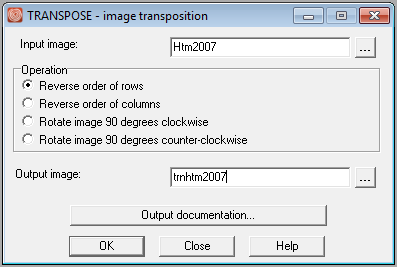 TRANSPOSE - image transposition
Input image: Htm2007 ...
Operation
Reverse order of rows
Reverse order of columns
Rotate image 90 degrees clockwise
Rotate image 90 degrees counter-clockwise
Output image: trnhtm2007 ...
Output documentation...
OK Close Help